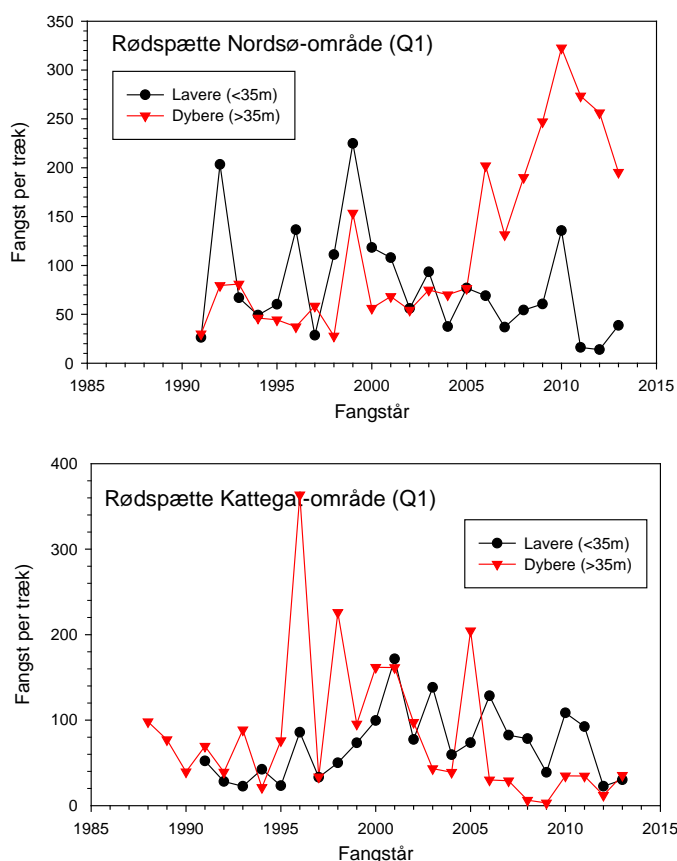 Rødspætte Nordsø-område (Q1)
Lavere (<35m)
Dybere (>35m)
Fangst per træk)
350
300
250
200
150
100
50
0
1985 1990 1995 2000 2005 2010 2015
Fangstår
Rødspætte Kattegat-område (Q1)
Lavere (<35m)
Dybere (>35m)
Fangst per træk)
400
300
200
100
0
1985 1990 1995 2000 2005 2010 2015
Fangstår